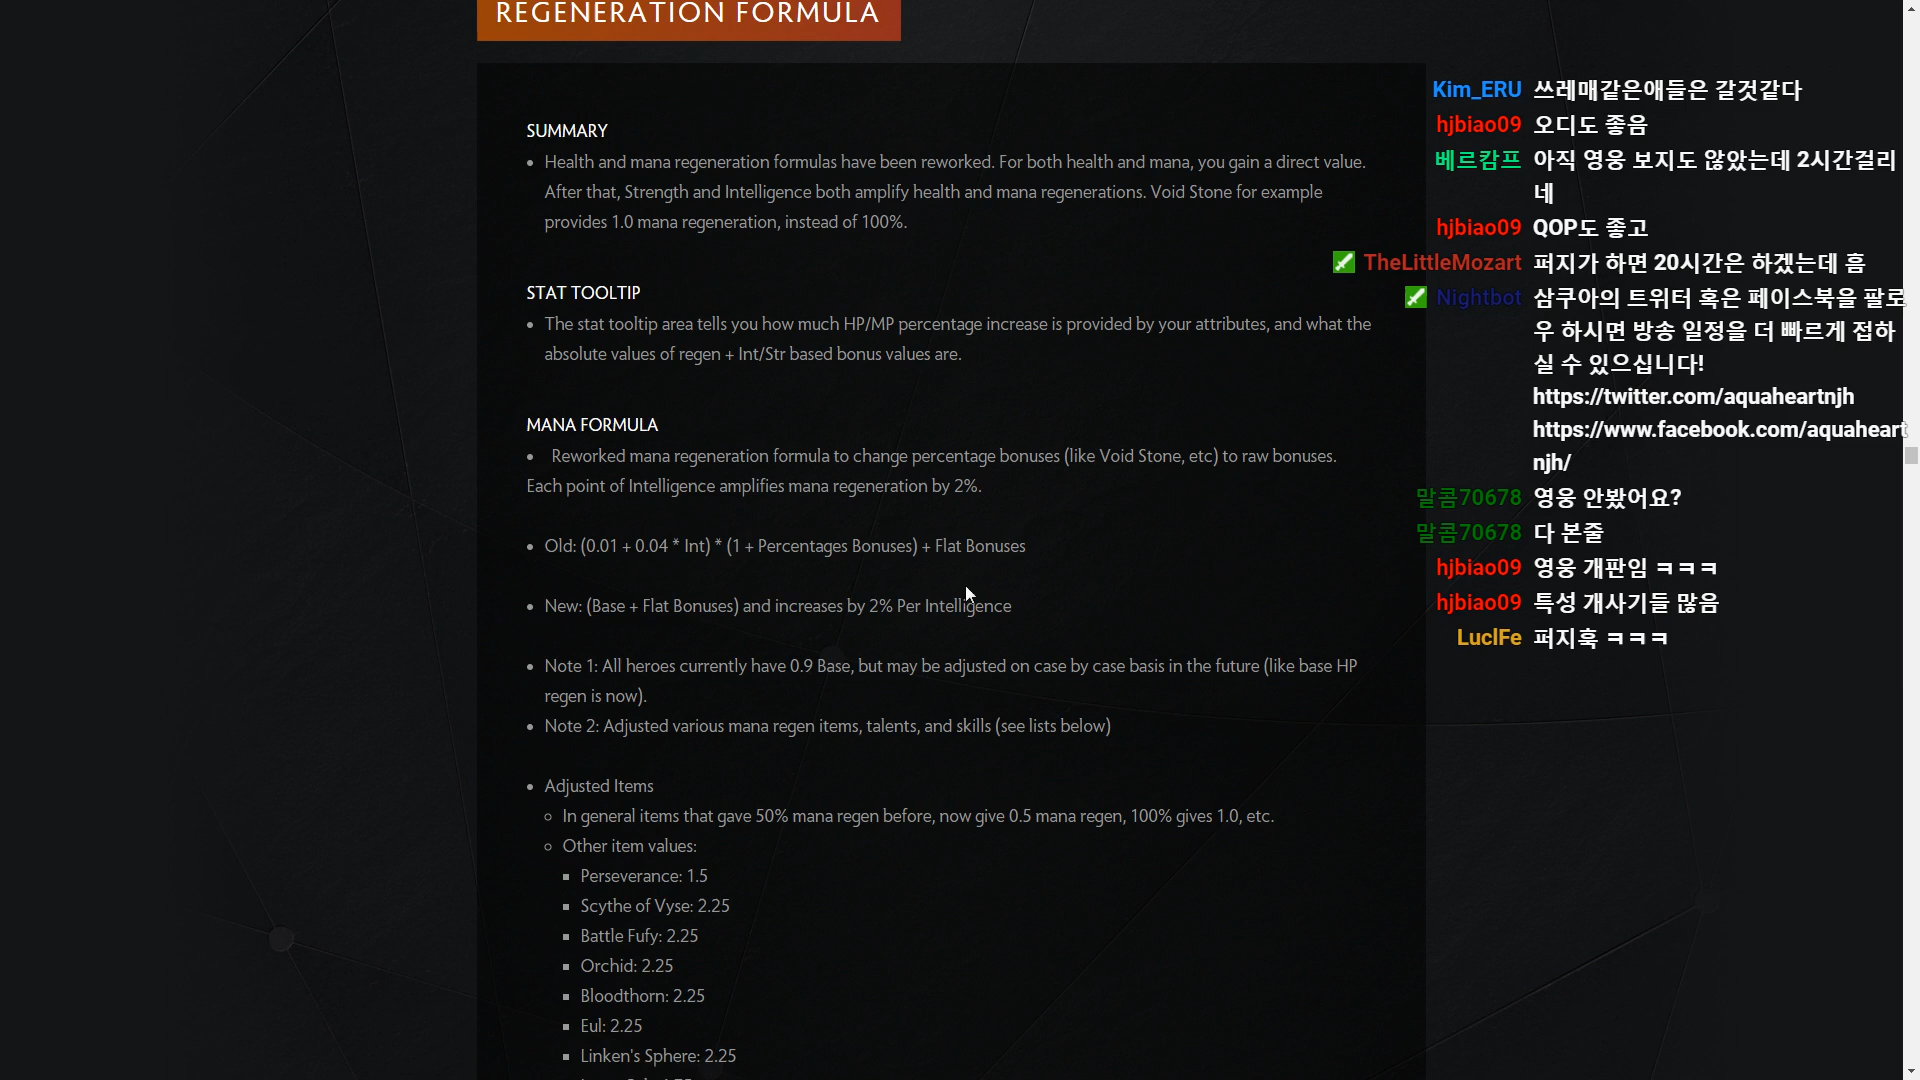 REGENERATION FORMULA
SUMMARY
• Health and mana regeneration formulas have been reworked. For both health and mana, you gain a direct value.
After that, Strength and Intelligence both amplify health and mana regenerations. Void Stone for example
provides 1.0 mana regeneration, instead of 100%.
STAT TOOLTIP
• The stat tooltip area tells you how much HP/MP percentage increase is provided by your attributes, and what the
absolute values of regen + Int/Str based bonus values are.
MANA FORMULA
• Reworked mana regeneration formula to change percentage bonuses (like Void Stone, etc) to raw bonuses.
Each point of Intelligence amplifies mana regeneration by 2%.
• Old: (0.01 + 0.04 * Int) * (1 + Percentages Bonuses) + Flat Bonuses
• New: (Base + Flat Bonuses) and increases by 2% Per Intelligence
• Note 1: All heroes currently have 0.9 Base, but may be adjusted on case by case basis in the future (like base HP
regen is now).
• Note 2: Adjusted various mana regen items, talents, and skills (see lists below)
• Adjusted Items
○ In general items that gave 50% mana regen before, now give 0.5 mana regen, 100% gives 1.0, etc.
○ Other item values:
▪ Perseverance: 1.5
▪ Scythe of Vyse: 2.25
▪ Battle Fufy: 2.25
▪ Orchid: 2.25
▪ Bloodthorn: 2.25
▪ Eul: 2.25
▪ Linken's Sphere: 2.25
Kim_ERU 쓰레매같은애들은 갈것같다
hjbiao09 오디도 좋음
베르캄프 아직 영웅 보지도 않았는데 2시간걸리
네
hjbiao09 QOP도 좋고
TheLittleMozart 퍼지가 하면 20시간은 하겠는데 흠
Nightbot 삼쿠아의 트위터 혹은 페이스북을 팔로
우 하시면 방송 일정을 더 빠르게 접하
실 수 있으십니다!
https://twitter.com/aquaheartnjh
https://www.facebook.com/aquaheart
njh/
말콤70678 영웅 안봤어요?
말콤70678 다 본줄
hjbiao09 영웅 개판임 ㅋㅋㅋ
hjbiao09 특성 개사기들 많음
LuclFe 퍼지훅 ㅋㅋㅋ